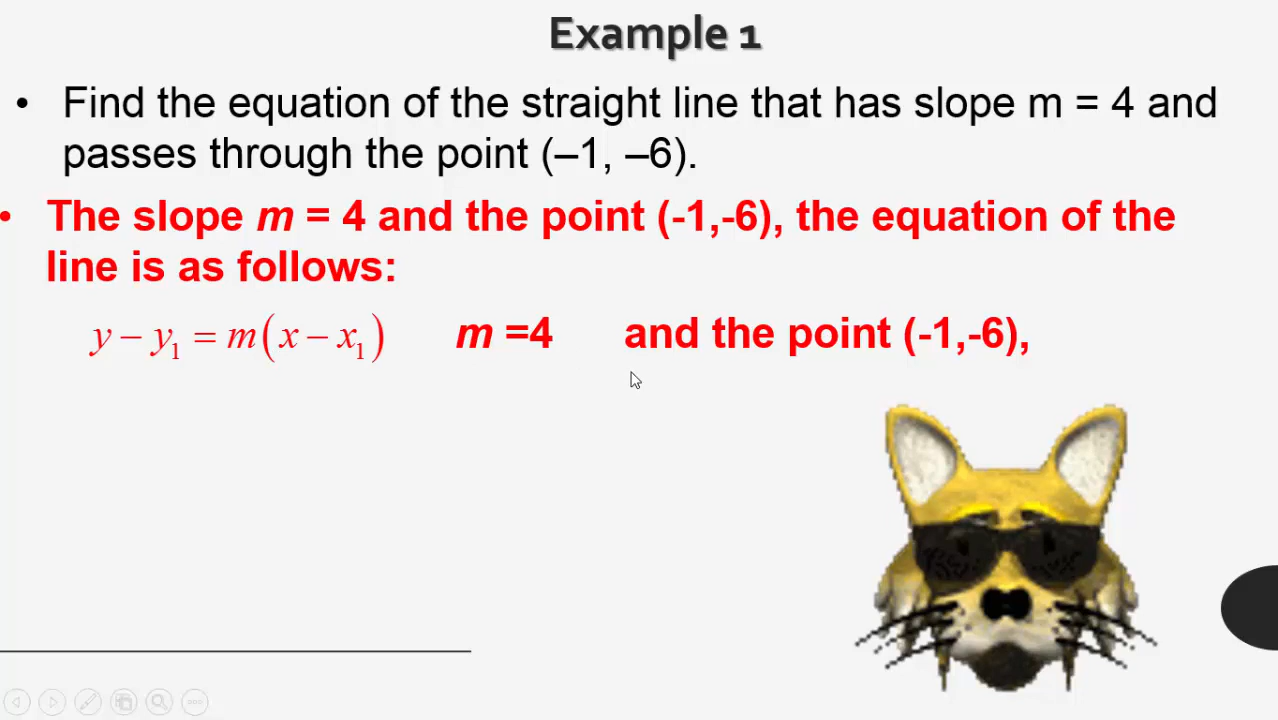 Example 1
• Find the equation of the straight line that has slope m = 4 and
passes through the point (–1, –6).
• The slope m = 4 and the point (-1,-6), the equation of the
line is as follows:
y − y₁ = m(x − x₁) m =4 and the point (-1,-6),